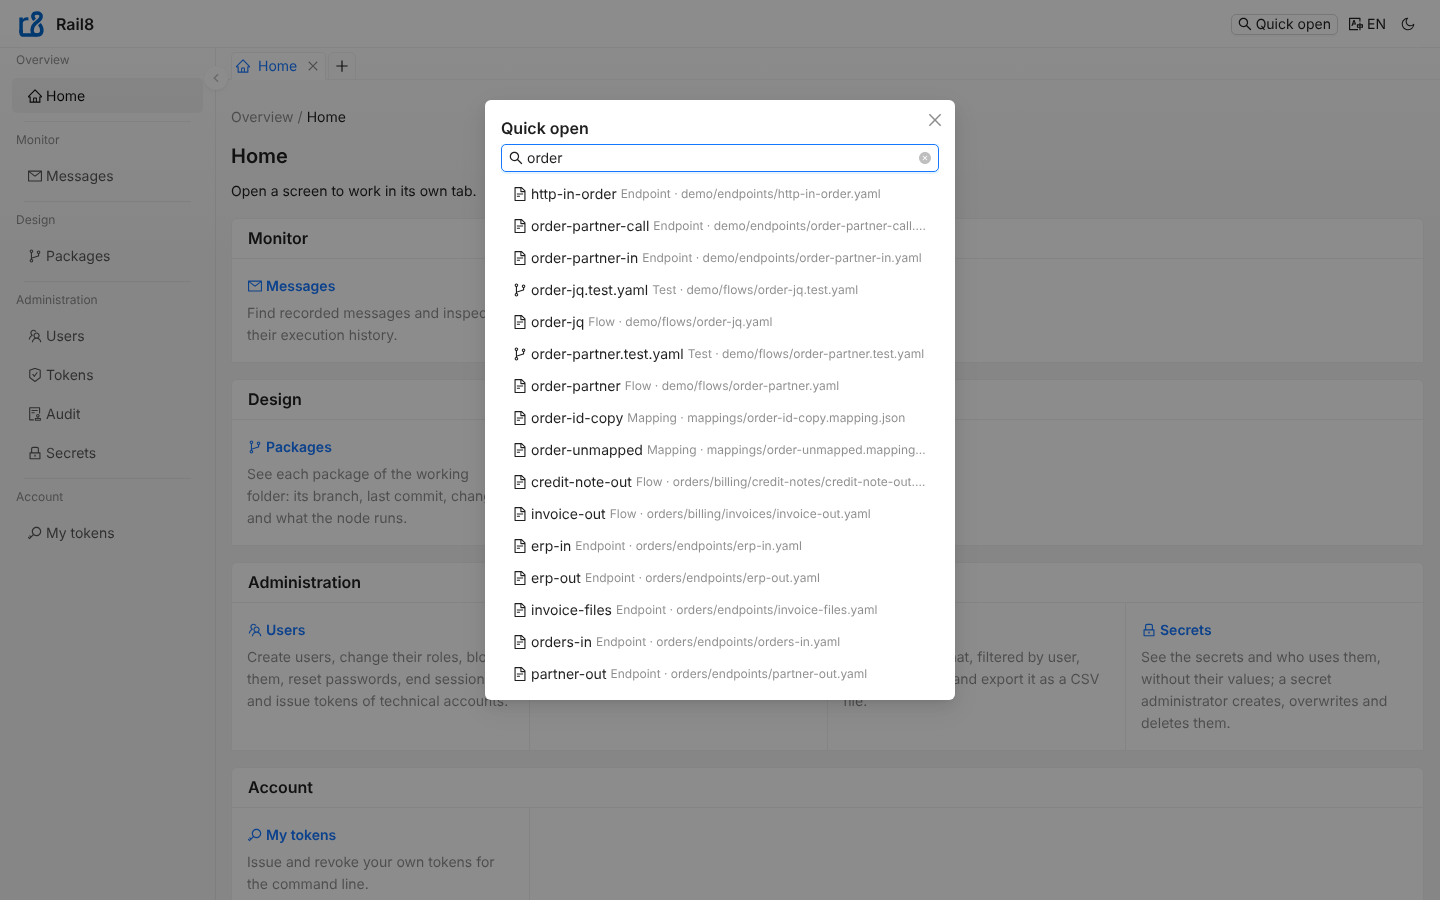 r8 Rail8
Quick open
EN
Overview
Home
Monitor
Messages
Design
Packages
Administration
Users
Tokens
Audit
Secrets
Account
My tokens
Home
Overview / Home
Home
Open a screen to work in its own tab.
Monitor
Messages
Find recorded messages and inspec
their execution history.
Design
Packages
See each package of the working
folder: its branch, last commit, chan
and what the node runs.
Administration
Users
Create users, change their roles, blo
them, reset passwords, end session
and issue tokens of technical accounts.
at, filtered by user,
and export it as a CSV
file.
Secrets
See the secrets and who uses them,
without their values; a secret
administrator creates, overwrites and
deletes them.
Account
My tokens
Issue and revoke your own tokens for
the command line.
Quick open
order
http-in-order Endpoint · demo/endpoints/http-in-order.yaml
order-partner-call Endpoint · demo/endpoints/order-partner-call....
order-partner-in Endpoint · demo/endpoints/order-partner-in.yaml
order-jq.test.yaml Test · demo/flows/order-jq.test.yaml
order-jq Flow · demo/flows/order-jq.yaml
order-partner.test.yaml Test · demo/flows/order-partner.test.yaml
order-partner Flow · demo/flows/order-partner.yaml
order-id-copy Mapping · mappings/order-id-copy.mapping.json
order-unmapped Mapping · mappings/order-unmapped.mapping...
credit-note-out Flow · orders/billing/credit-notes/credit-note-out....
invoice-out Flow · orders/billing/invoices/invoice-out.yaml
erp-in Endpoint · orders/endpoints/erp-in.yaml
erp-out Endpoint · orders/endpoints/erp-out.yaml
invoice-files Endpoint · orders/endpoints/invoice-files.yaml
orders-in Endpoint · orders/endpoints/orders-in.yaml
partner-out Endpoint · orders/endpoints/partner-out.yaml